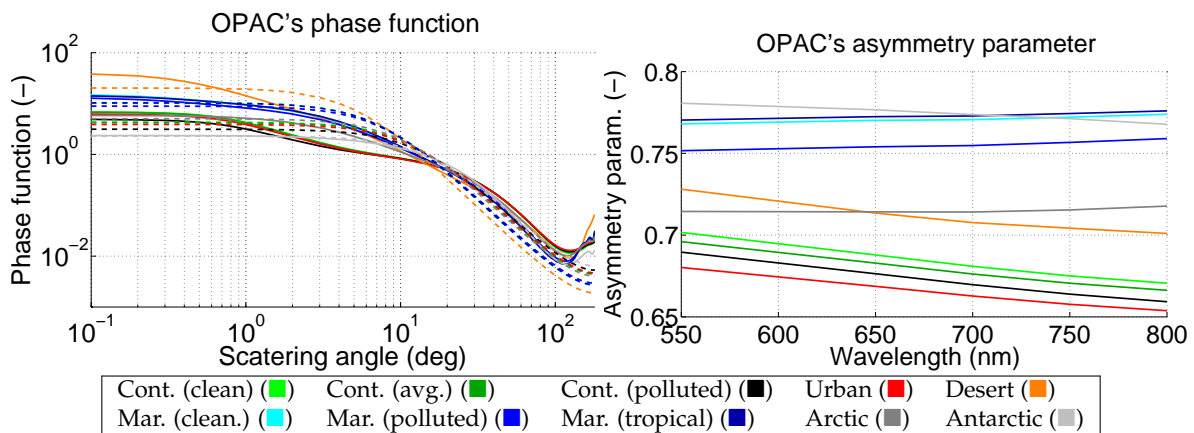 OPAC's phase function
Phase function (−)
10^2
10^0
10^−2
10^−1
10^0
10^1
10^2
Scatering angle (deg)
OPAC's asymmetry parameter
Asymmetry param. (−)
0.8
0.75
0.7
0.65
550 600 650 700 750 800
Wavelength (nm)
Cont. (clean) (■) Cont. (avg.) (■) Cont. (polluted) (■) Urban (■) Desert (■)
Mar. (clean.) (■) Mar. (polluted) (■) Mar. (tropical) (■) Arctic (■) Antarctic (■)